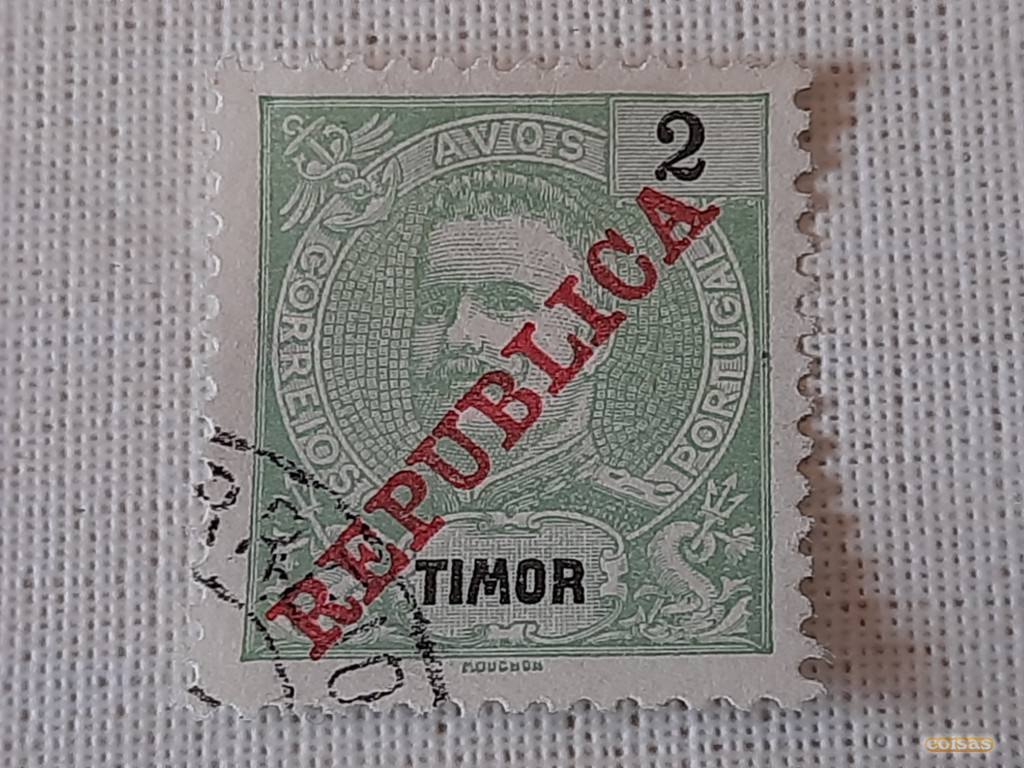 AVOS
2
CORREIOS
PORTUGAL
REPUBLICA
TIMOR
MOUCHON
coisas